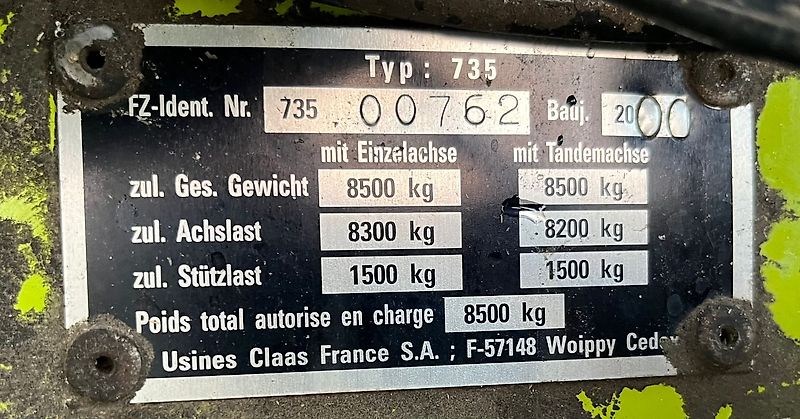 Typ: 735
FZ-Ident. Nr. 735 00762 Bauj. 2000
mit Einzelachse mit Tandemachse
zul. Ges. Gewicht 8500 kg 8500 kg
zul. Achslast 8300 kg 8200 kg
zul. Stützlast 1500 kg 1500 kg
Poids total autorise en charge 8500 kg
Usines Claas France S.A. ; F-57148 Woippy Cedex